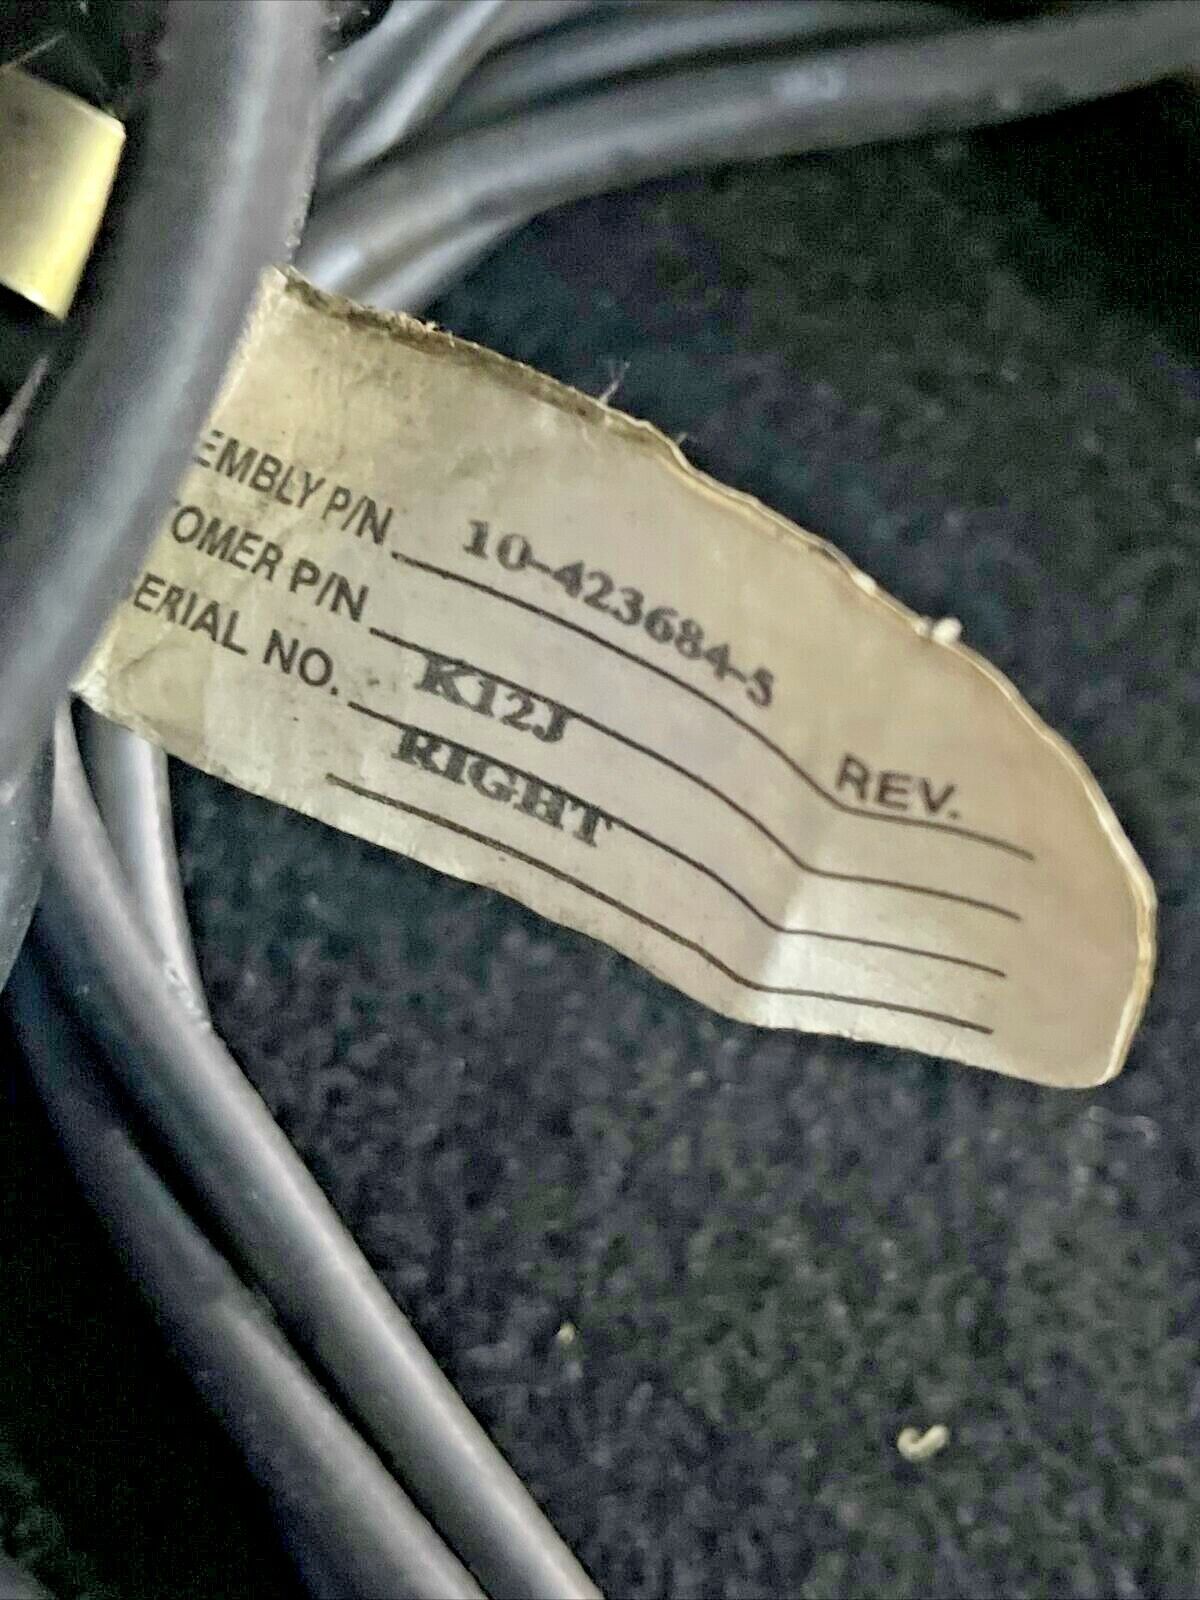 EMBLY P/N 10-423684-5 REV.
TOMER P/N K12J
ERIAL NO. RIGHT